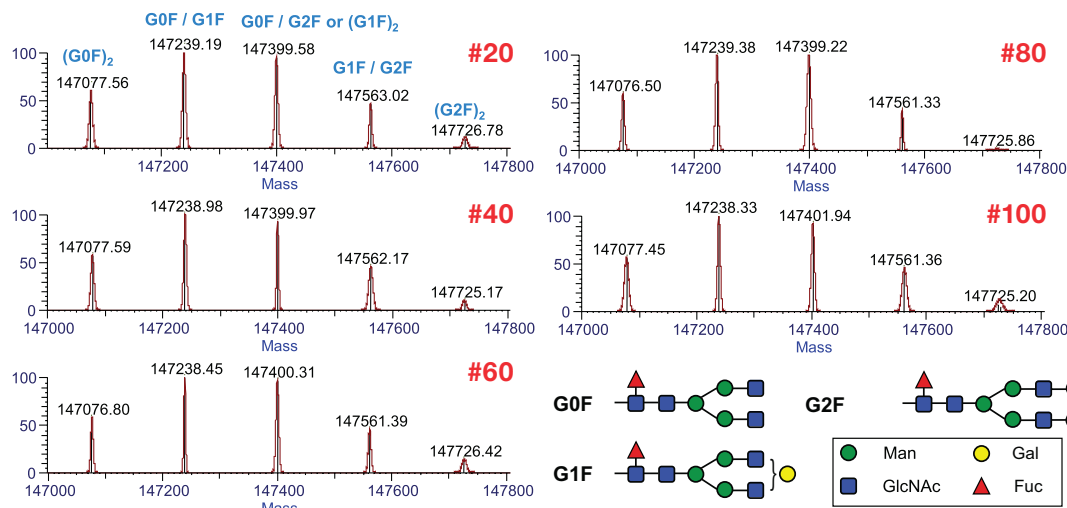 G0F / G1F
G0F / G2F or (G1F)2
(G0F)2
147239.19
147399.58
#20
100
147077.56
G1F / G2F
147563.02
(G2F)2
147726.78
50
0
147200 147400 147600 147800
Mass
147239.38 147399.22
#80
100
147076.50
147561.33
50
147725.86
0
147000 147200 147400 147600 147800
Mass
147238.98 147399.97
#40
100
147077.59
147562.17
50
147725.17
0
147000 147200 147400 147600 147800
Mass
147238.33 147401.94
#100
100
147077.45
147561.36
50
147725.20
0
147000 147200 147400 147600 147800
Mass
147238.45 147400.31
#60
100
147076.80
147561.39
50
147726.42
0
147000 147200 147400 147600 147800
Mass
G0F
G2F
G1F
Man
Gal
GlcNAc
Fuc